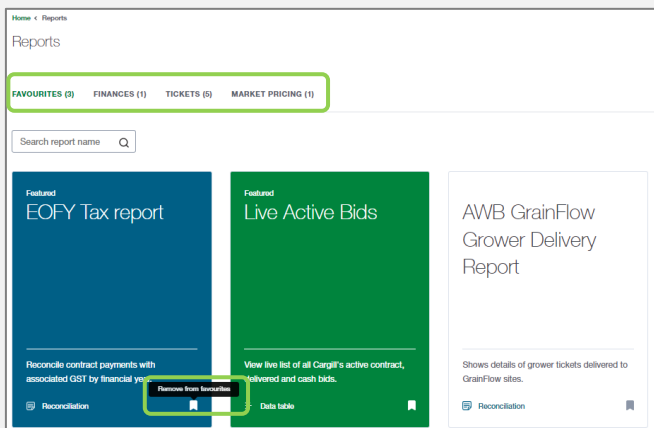 Home < Reports
Reports
FAVOURITES (3) FINANCES (1) TICKETS (5) MARKET PRICING (1)
Search report name
Featured
EOFY Tax report
Reconcile contract payments with
associated GST by financial year.
Remove from favourites
Reconciliation
Featured
Live Active Bids
View live list of all Cargill's active contract,
delivered and cash bids.
Data table
AWB GrainFlow
Grower Delivery
Report
Shows details of grower tickets delivered to
GrainFlow sites.
Reconciliation